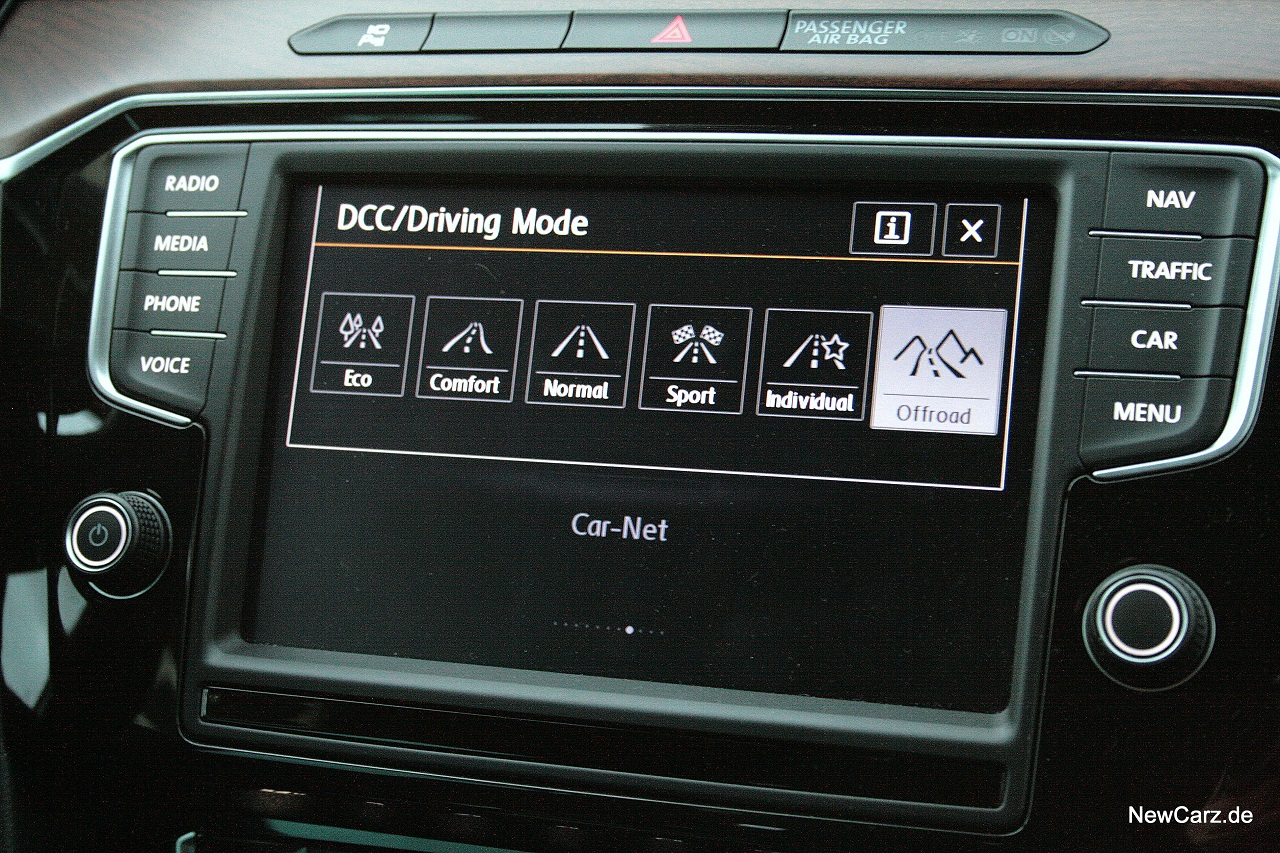 PASSENGER
AIR BAG
ON
RADIO
MEDIA
PHONE
VOICE
DCC/Driving Mode
i
Eco
Comfort
Normal
Sport
Individual
Offroad
Car-Net
NAV
TRAFFIC
CAR
MENU
NewCarz.de